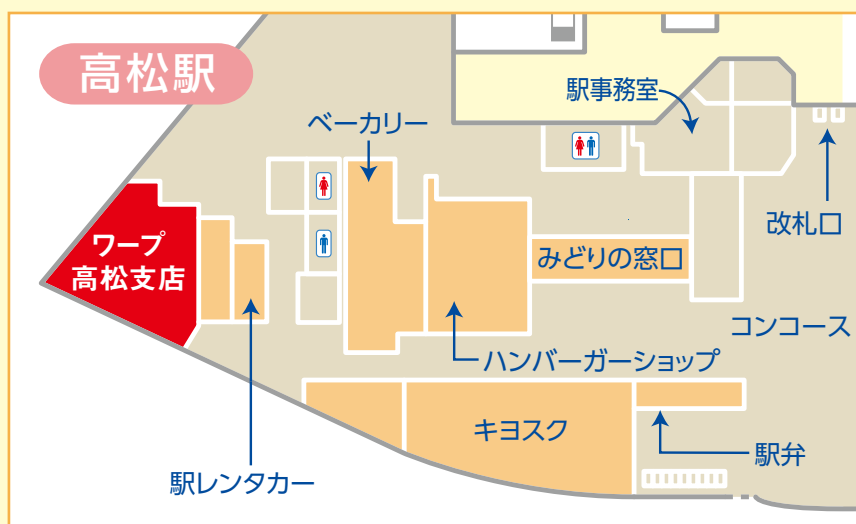 高松駅
駅事務室
ベーカリー
改札口
ワープ
高松支店
みどりの窓口
コンコース
ハンバーガーショップ
キヨスク
駅弁
駅レンタカー